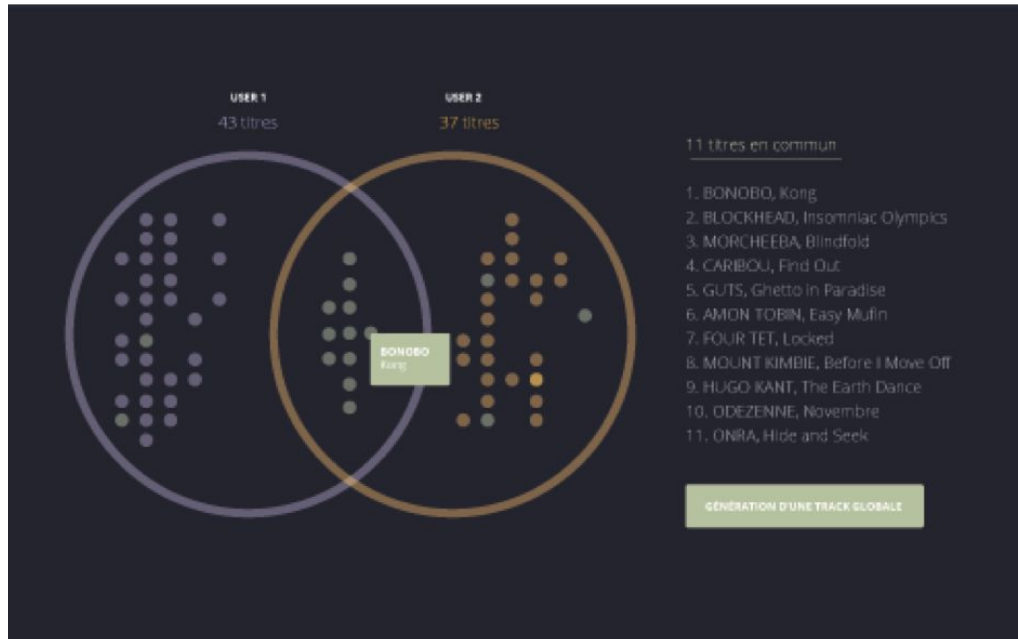 USER 1
43 titres
USER 2
37 titres
BONOBO
Kong
11 titres en commun
1. BONOBO, Kong
2. BLOCKHEAD, Insomniac Olympics
3. MORCHEEBA, Blindfold
4. CARIBOU, Find Out
5. GUTS, Ghetto in Paradise
6. AMON TOBIN, Easy Mufin
7. FOUR TET, Locked
8. MOUNT KIMBIE, Before I Move Off
9. HUGO KANT, The Earth Dance
10. ODEZENNE, Novembre
11. ONRA, Hide and Seek
GÉNÉRATION D'UNE TRACK GLOBALE